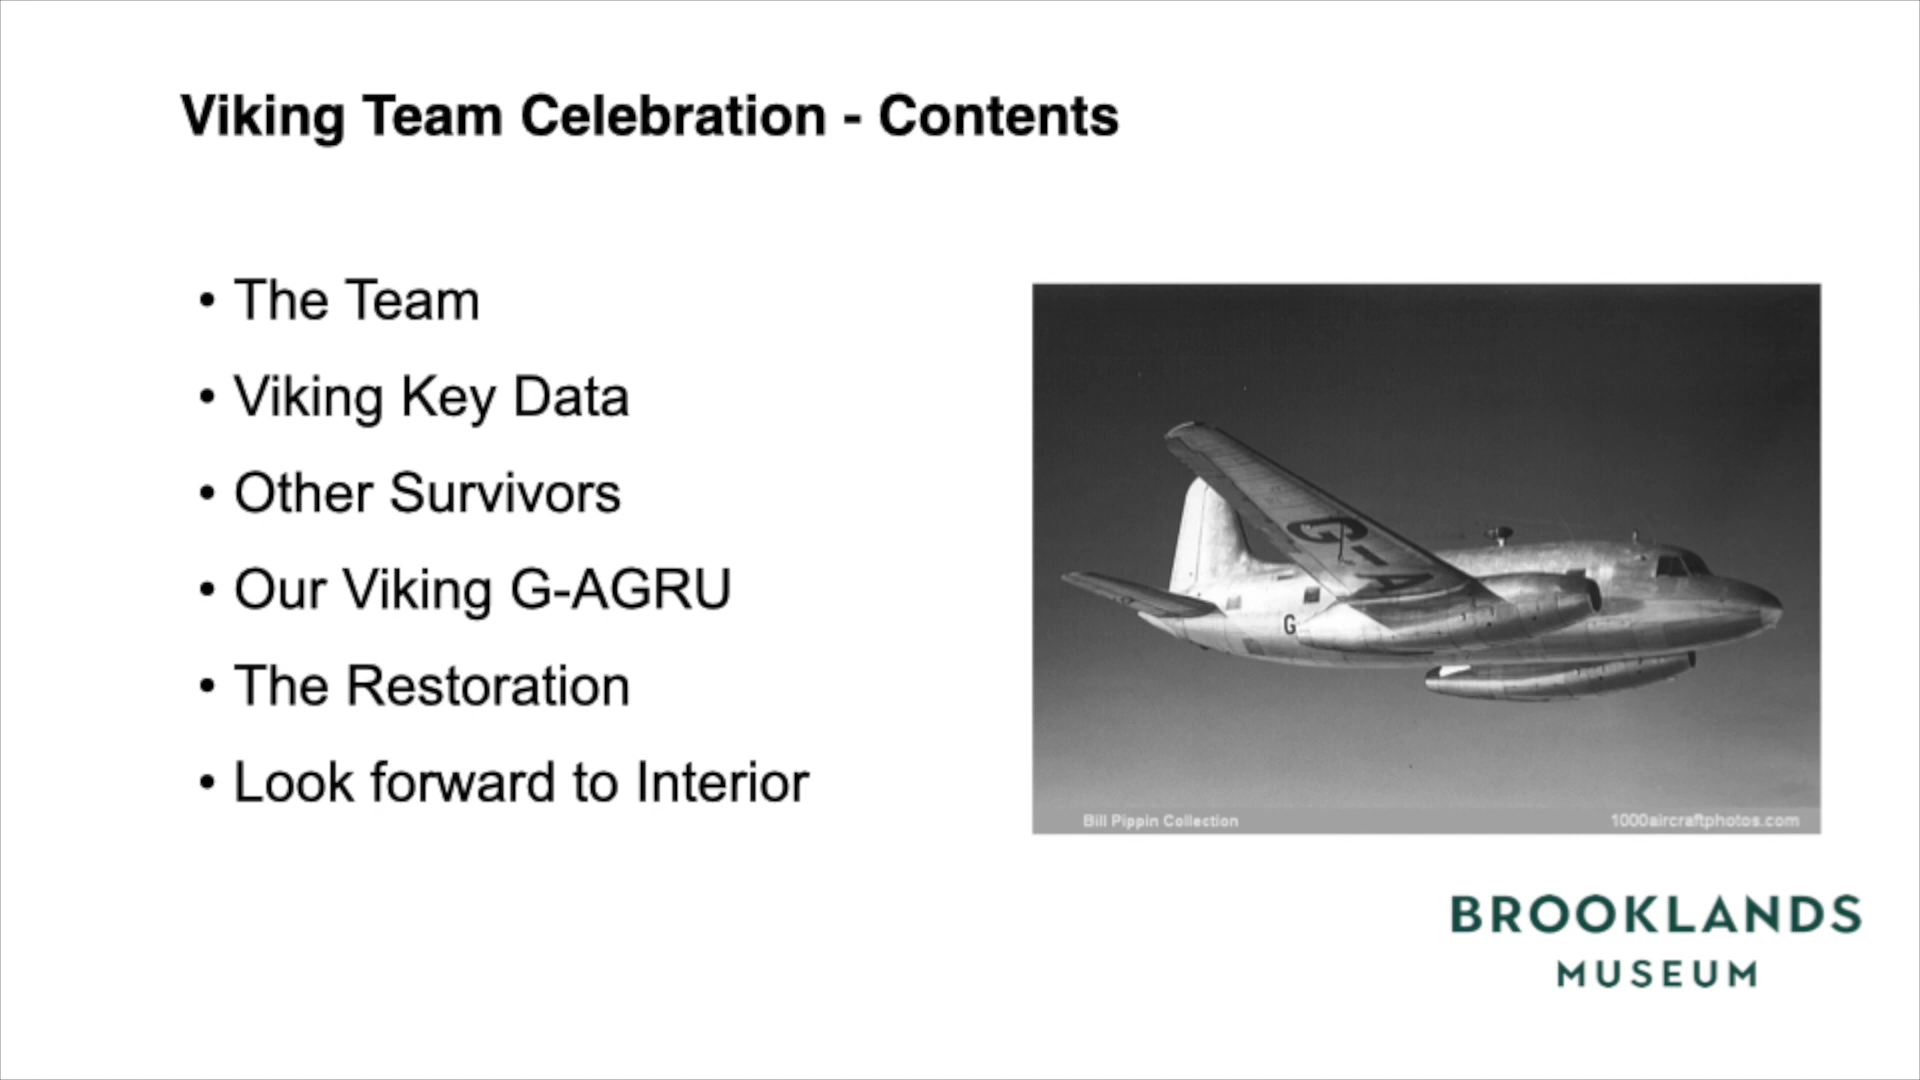 Viking Team Celebration - Contents
• The Team
• Viking Key Data
• Other Survivors
• Our Viking G-AGRU
• The Restoration
• Look forward to Interior
G-A
G
Bill Pippin Collection
1000aircraftphotos.com
BROOKLANDS
MUSEUM